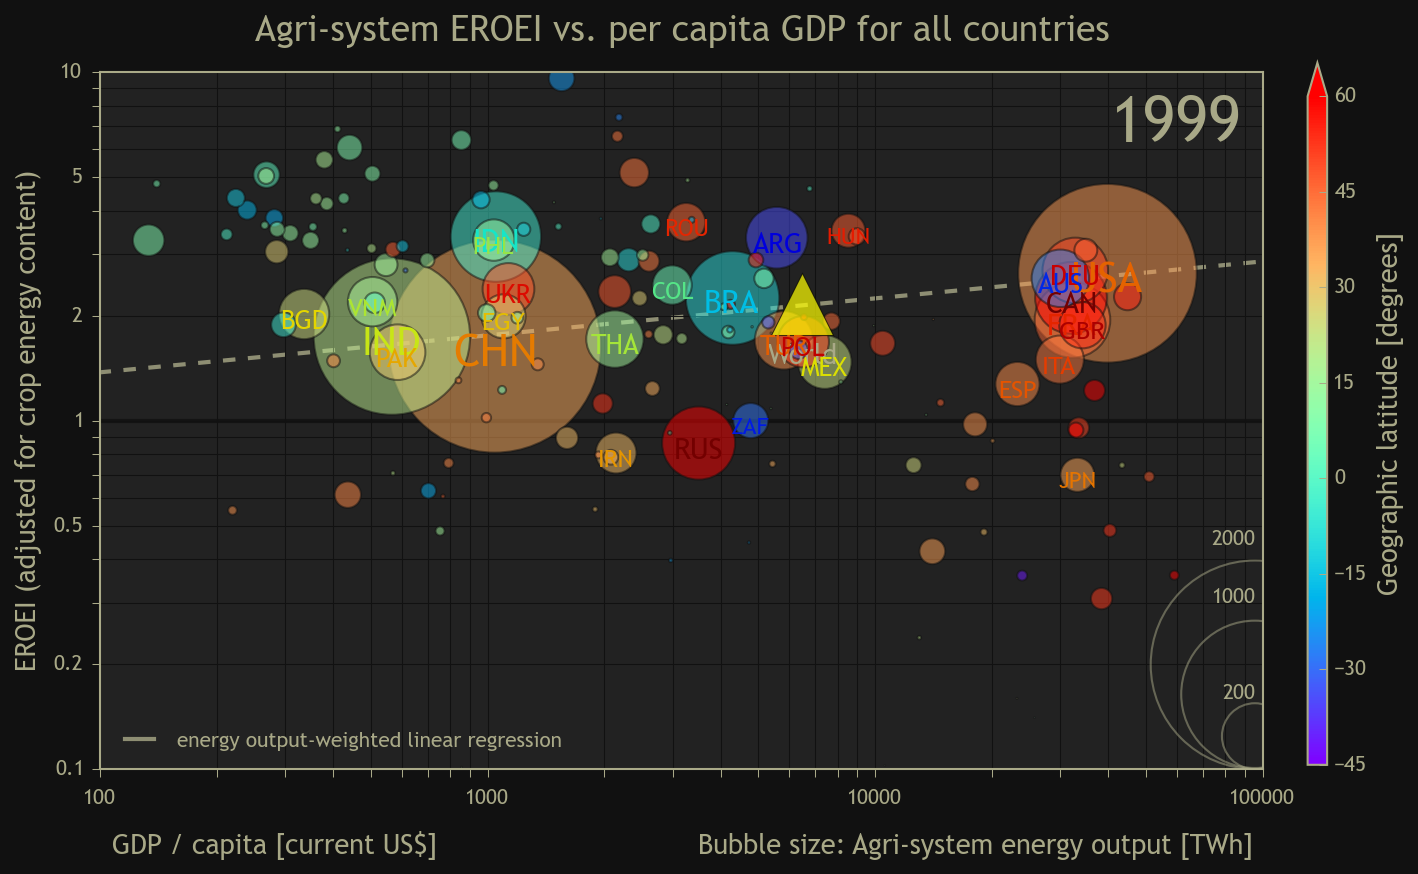 Agri-system EROEI vs. per capita GDP for all countries
1999
EROEI (adjusted for crop energy content)
10
5
2
1
0.5
0.2
0.1
ROU
HUN
IDN
PHL
ARG
USA
DEU
AUS
CAN
GBR
ITA
ESP
JPN
COL
BRA
UKR
EGY
VNM
BGD
IND
PAK
CHN
THA
POL
World
MEX
ZAF
RUS
IRN
2000
1000
200
energy output-weighted linear regression
100
1000
10000
100000
GDP / capita [current US$]
Bubble size: Agri-system energy output [TWh]
60
45
30
15
0
−15
−30
−45
Geographic latitude [degrees]